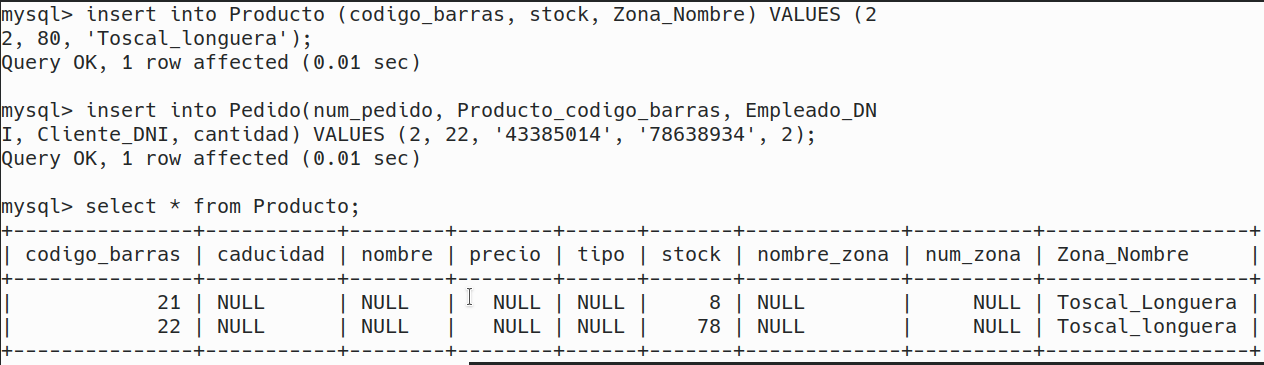 mysql> insert into Producto (codigo_barras, stock, Zona_Nombre) VALUES (2
2, 80, 'Toscal_longuera');
Query OK, 1 row affected (0.01 sec)
mysql> insert into Pedido(num_pedido, Producto_codigo_barras, Empleado_DN
I, Cliente_DNI, cantidad) VALUES (2, 22, '43385014', '78638934', 2);
Query OK, 1 row affected (0.01 sec)
mysql> select * from Producto;
+---------------+-----------+--------+--------+------+-------+-------------+----------+-----------------+
| codigo_barras | caducidad | nombre | precio | tipo | stock | nombre_zona | num_zona | Zona_Nombre     |
+---------------+-----------+--------+--------+------+-------+-------------+----------+-----------------+
|            21 | NULL      | NULL   |   NULL | NULL |     8 | NULL        |     NULL | Toscal_Longuera |
|            22 | NULL      | NULL   |   NULL | NULL |    78 | NULL        |     NULL | Toscal_longuera |
+---------------+-----------+--------+--------+------+-------+-------------+----------+-----------------+